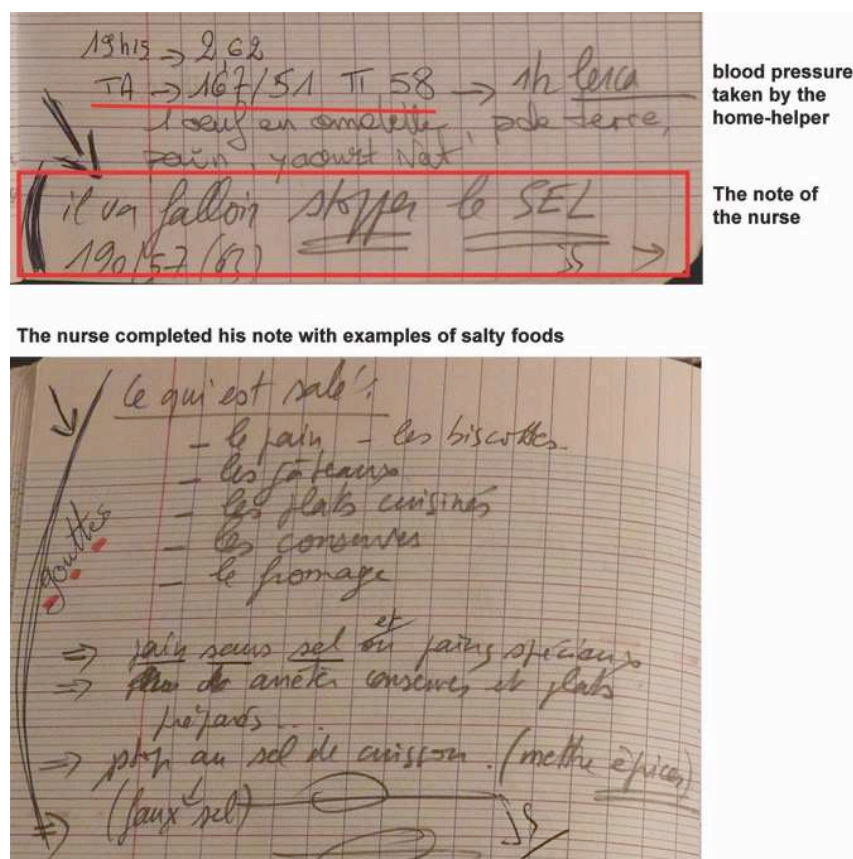 19h15 → 2,62
TA → 167/51 π 58 → 1h
1 oeuf en omelette, pde terre,
pain, yaourt Nat
il va falloir stopper le SEL
190/57 (63)
blood pressure
taken by the
home-helper
The note of
the nurse
The nurse completed his note with examples of salty foods
Ce qui est salé :
- le pain - les biscottes
- les gâteaux
- les plats cuisinés
- les conserves
- le fromage
gouttes
⇒ pain sans sel et ou pains spéciaux
⇒ arrêter conserves et plats
préparés...
⇒ stop au sel de cuisson. (mettre épices)
⇒ (faux sel)